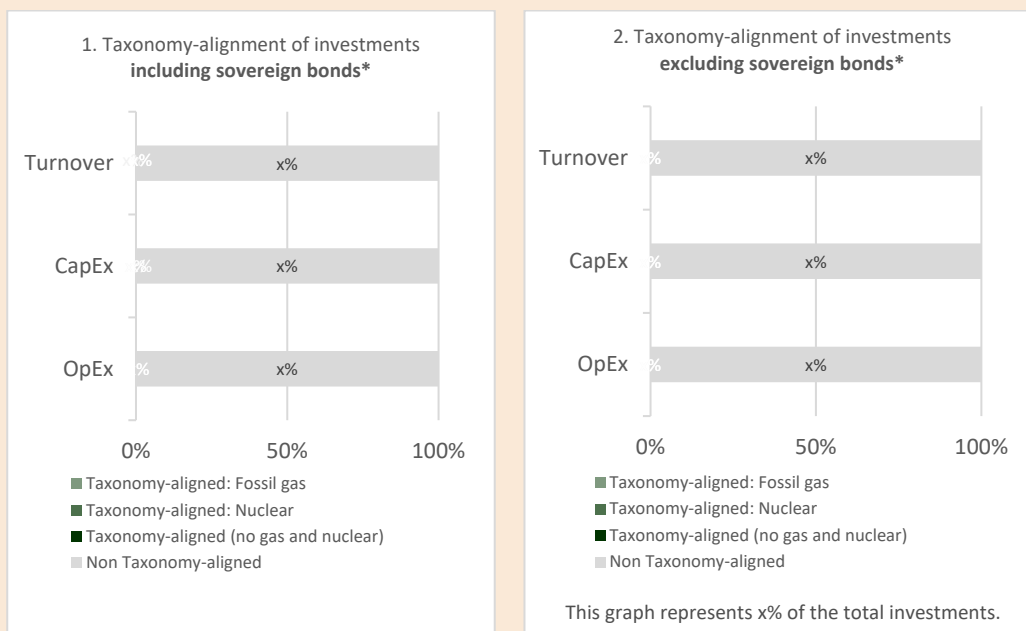 1. Taxonomy-alignment of investments
including sovereign bonds*
Turnover
x%
CapEx
x%
OpEx
x%
0% 50% 100%
Taxonomy-aligned: Fossil gas
Taxonomy-aligned: Nuclear
Taxonomy-aligned (no gas and nuclear)
Non Taxonomy-aligned
2. Taxonomy-alignment of investments
excluding sovereign bonds*
Turnover
x%
CapEx
x%
OpEx
x%
0% 50% 100%
Taxonomy-aligned: Fossil gas
Taxonomy-aligned: Nuclear
Taxonomy-aligned (no gas and nuclear)
Non Taxonomy-aligned
This graph represents x% of the total investments.